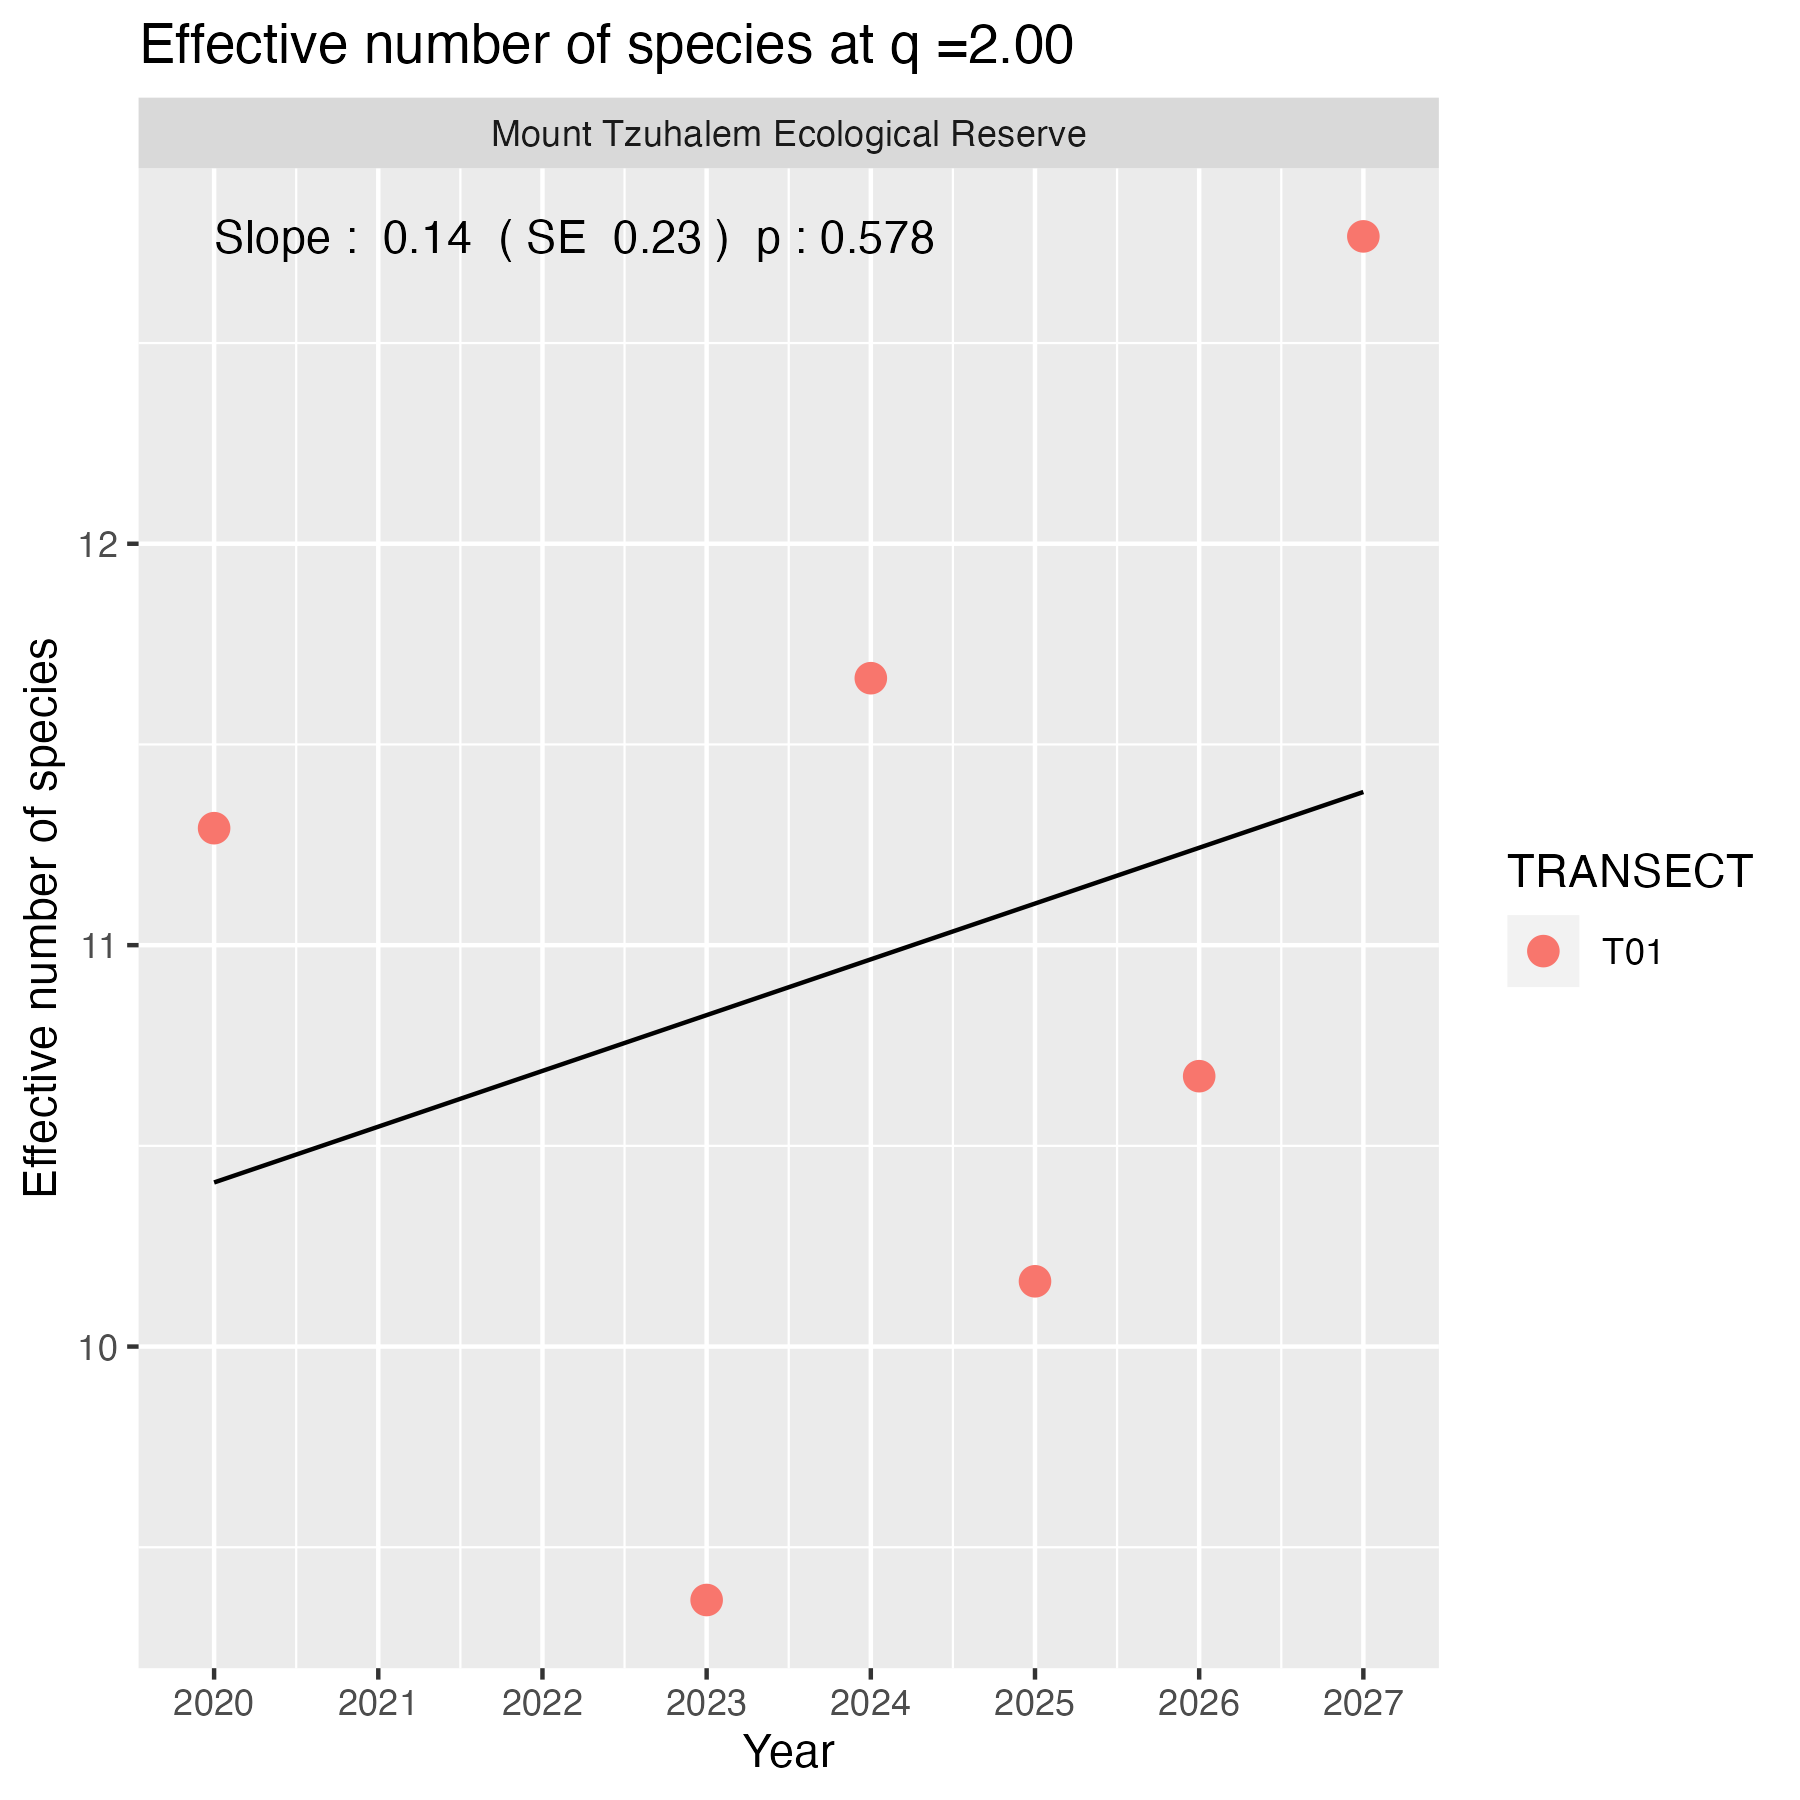 Effective number of species at q =2.00
Mount Tzuhalem Ecological Reserve
Slope : 0.14 ( SE 0.23 ) p : 0.578
12
11
10
Effective number of species
2020 2021 2022 2023 2024 2025 2026 2027
Year
TRANSECT
T01